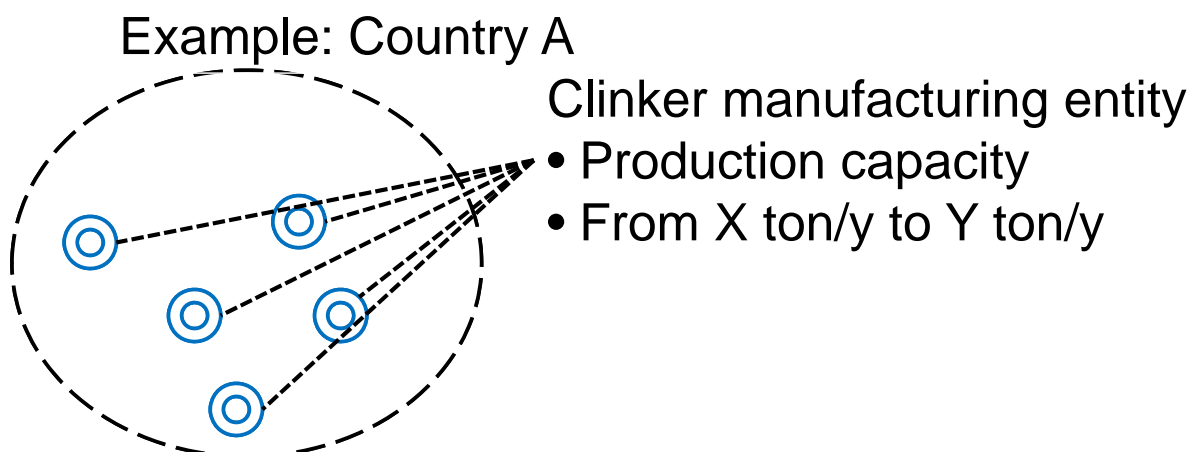 Example: Country A
Clinker manufacturing entity
• Production capacity
• From X ton/y to Y ton/y